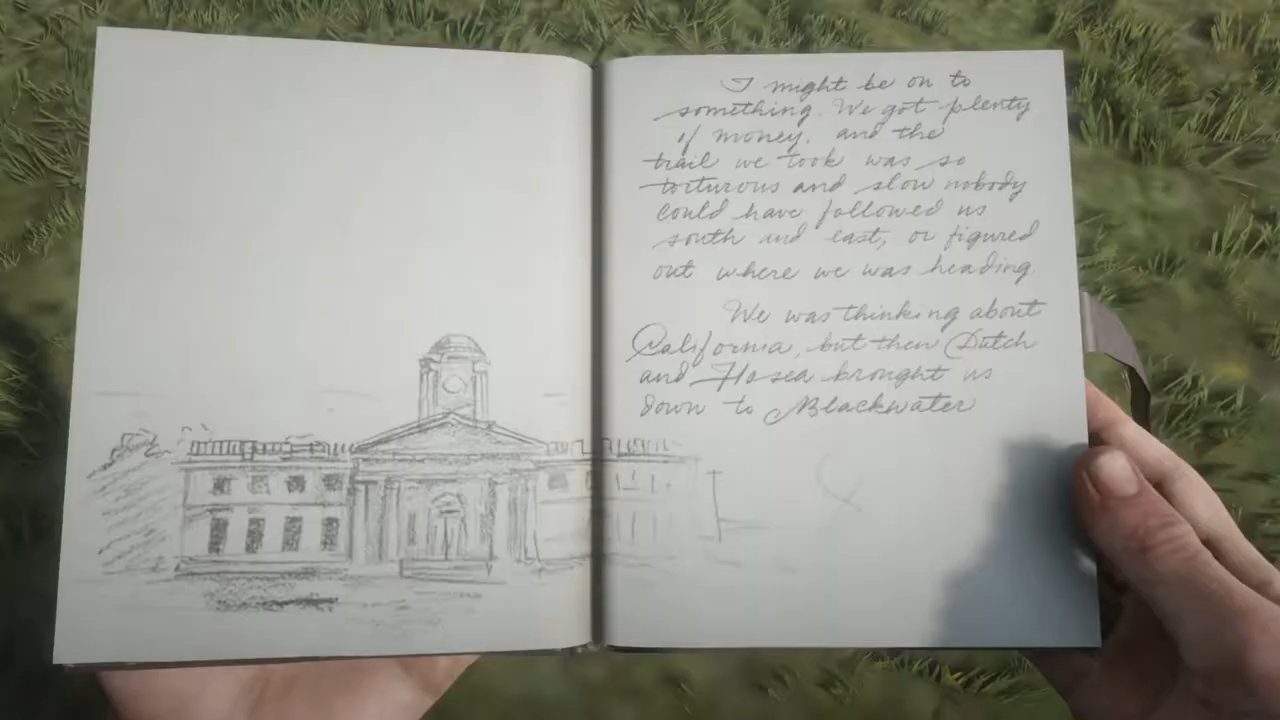 I might be on to
something. We got plenty
of money, and the
trail we took was so
torturous and slow nobody
could have followed us
south and east, or figured
out where we was heading.
We was thinking about
California, but then Dutch
and Hosea brought us
down to Blackwater